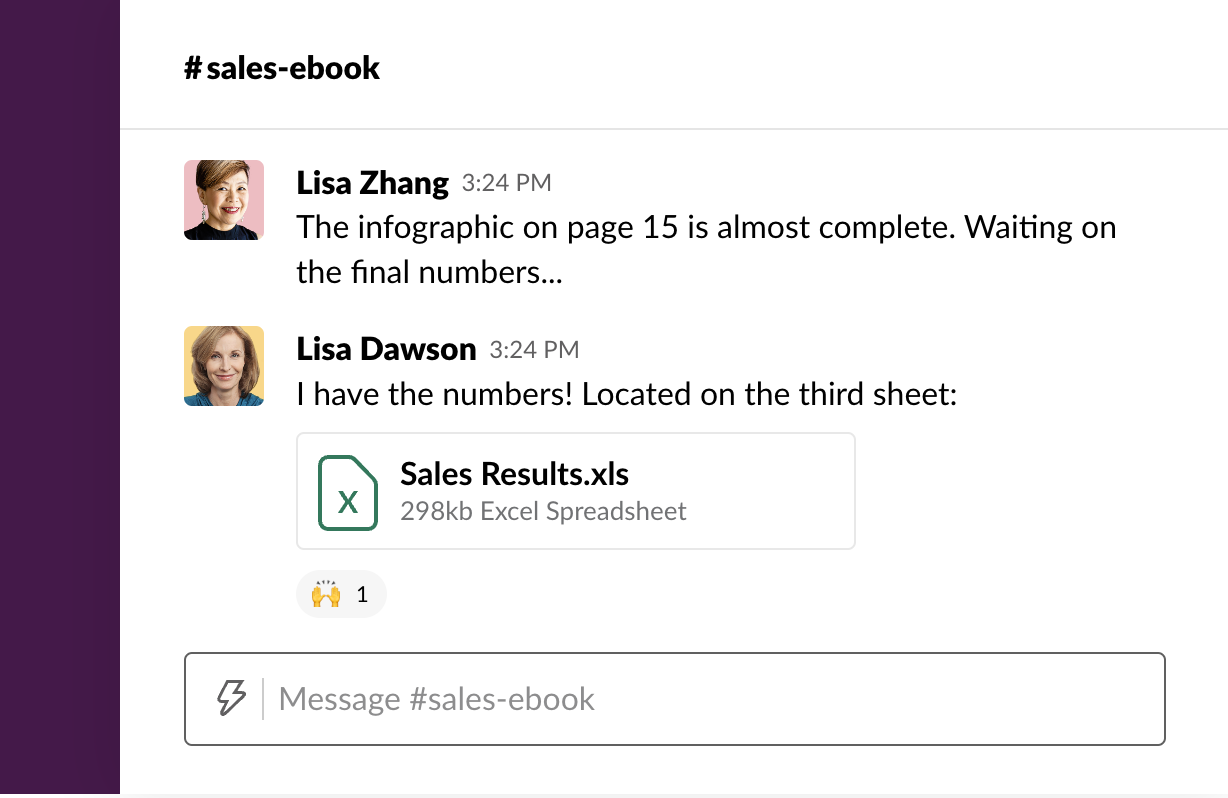 #sales-ebook
Lisa Zhang 3:24 PM
The infographic on page 15 is almost complete. Waiting on
the final numbers...
Lisa Dawson 3:24 PM
I have the numbers! Located on the third sheet:
X
Sales Results.xls
298kb Excel Spreadsheet
🙌 1
Message #sales-ebook